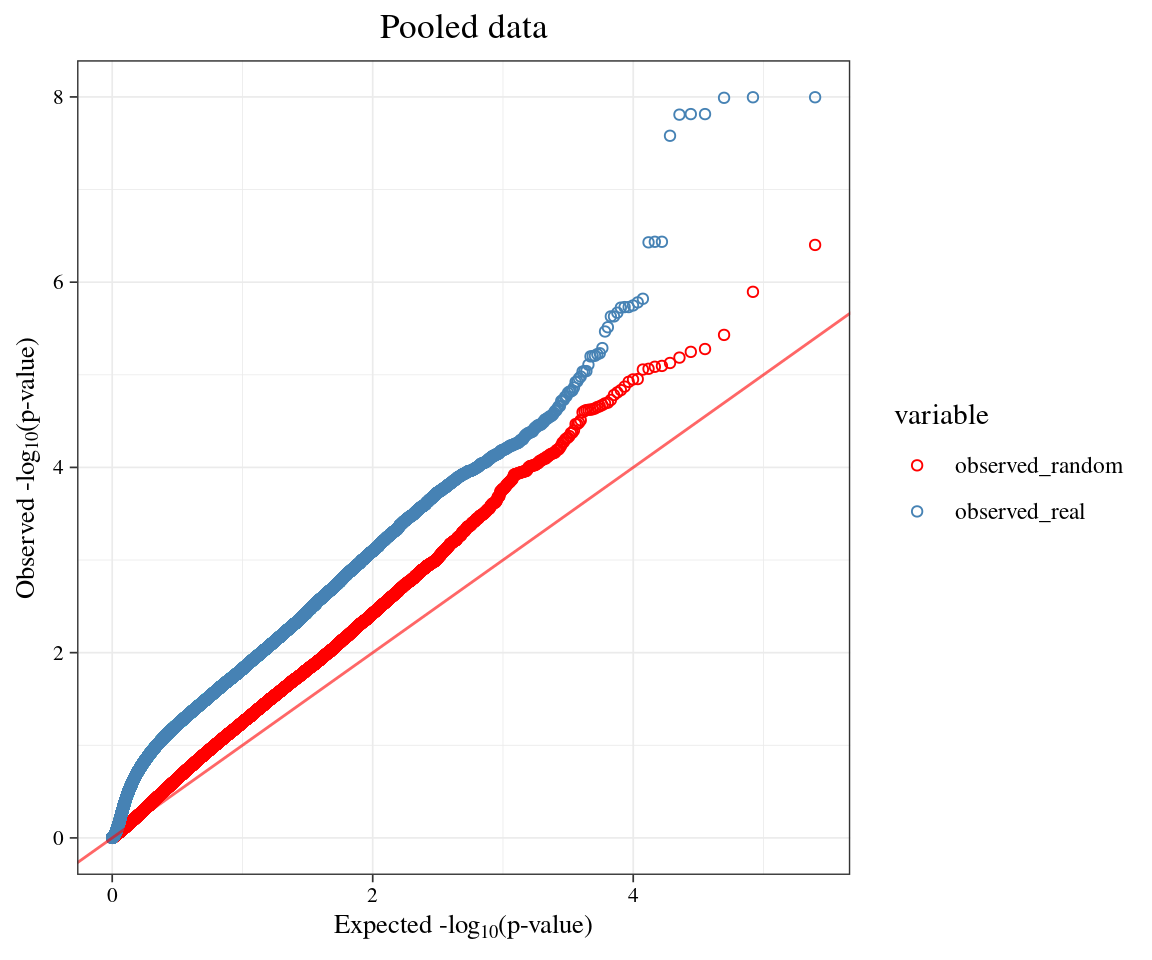 Pooled data
8
6
4
2
0
Observed -log10(p-value)
0 2 4
Expected -log10(p-value)
variable
observed_random
observed_real